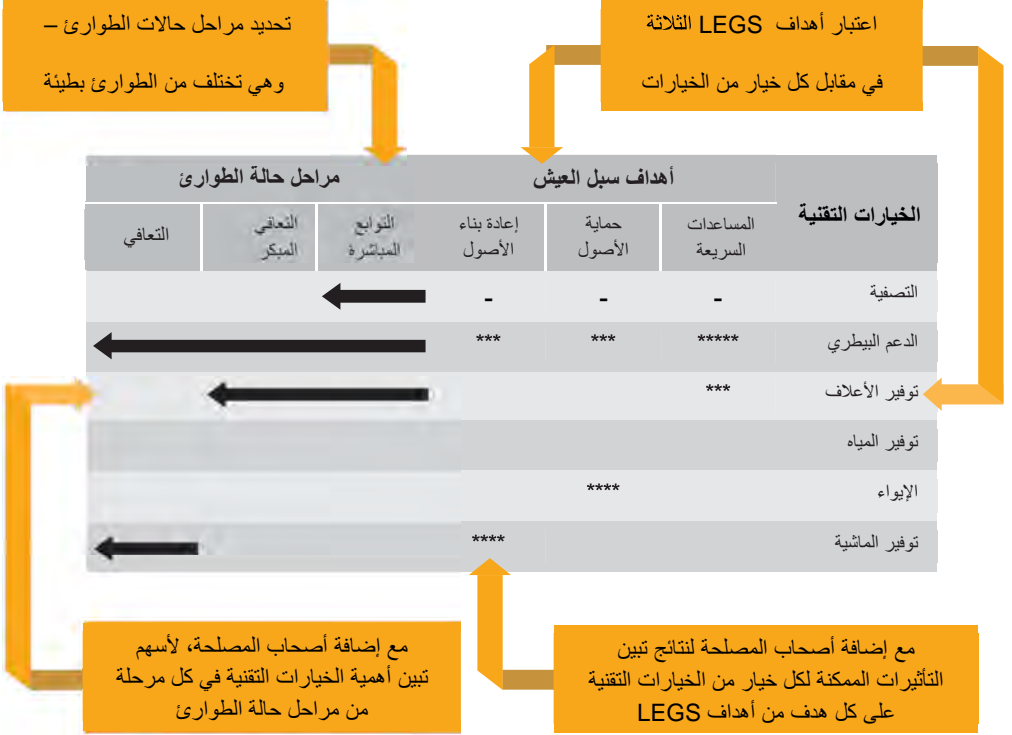 اعتبار أهداف LEGS الثلاثة
في مقابل كل خيار من الخيارات
تحديد مراحل حالات الطوارئ –
وهي تختلف من الطوارئ بطيئة
الخيارات التقنية
أهداف سبل العيش
مراحل حالة الطوارئ
المساعدات
السريعة
حماية
الأصول
إعادة بناء
الأصول
التوابع
المباشرة
التعافي
المبكر
التعافي
التصفية - - -
الدعم البيطري ***** *** ***
توفير الأعلاف ***
توفير المياه
الإيواء ****
توفير الماشية ****
مع إضافة أصحاب المصلحة لنتائج تبين
التأثيرات الممكنة لكل خيار من الخيارات التقنية
على كل هدف من أهداف LEGS
مع إضافة أصحاب المصلحة، لأسهم
تبين أهمية الخيارات التقنية في كل مرحلة
من مراحل حالة الطوارئ